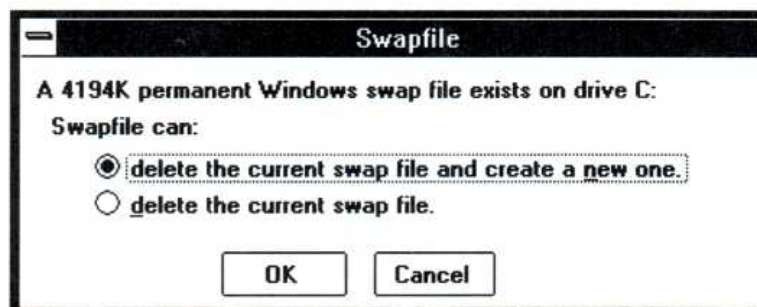 Swapfile
A 4194K permanent Windows swap file exists on drive C:
Swapfile can:
delete the current swap file and create a new one.
delete the current swap file.
OK Cancel